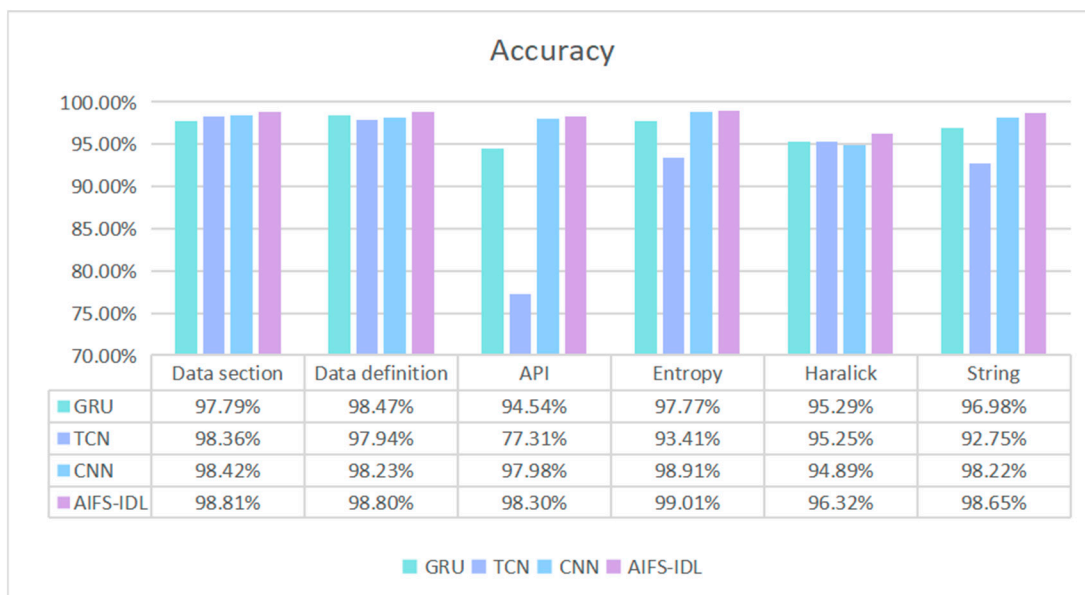 Accuracy
100.00%
95.00%
90.00%
85.00%
80.00%
75.00%
70.00%
Data section Data definition API Entropy Haralick String
GRU 97.79% 98.47% 94.54% 97.77% 95.29% 96.98%
TCN 98.36% 97.94% 77.31% 93.41% 95.25% 92.75%
CNN 98.42% 98.23% 97.98% 98.91% 94.89% 98.22%
AIFS-IDL 98.81% 98.80% 98.30% 99.01% 96.32% 98.65%
GRU TCN CNN AIFS-IDL